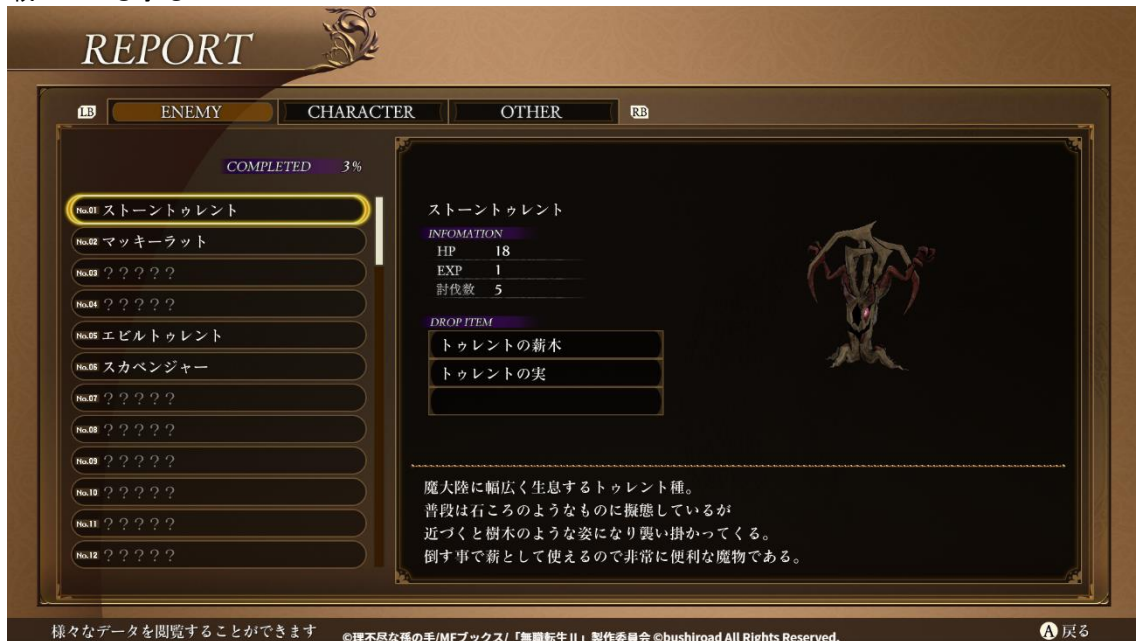 REPORT
LB ENEMY CHARACTER OTHER RB
COMPLETED 3%
No.01 ストーントゥレント
No.02 マッキーラット
No.03 ?????
No.04 ?????
No.05 エビルトゥレント
No.06 スカベンジャー
No.07 ?????
No.08 ?????
No.09 ?????
No.10 ?????
No.11 ?????
No.12 ?????
ストーントゥレント
INFOMATION
HP 18
EXP 1
討伐数 5
DROP ITEM
トゥレントの薪木
トゥレントの実
魔大陸に幅広く生息するトゥレント種。
普段は石ころのようなものに擬態しているが
近づくと樹木のような姿になり襲い掛かってくる。
倒す事で薪として使えるので非常に便利な魔物である。
様々なデータを閲覧することができます
©理不尽な孫の手/MFブックス/「無職転生Ⅱ」製作委員会 ©bushiroad All Rights Reserved.
A 戻る